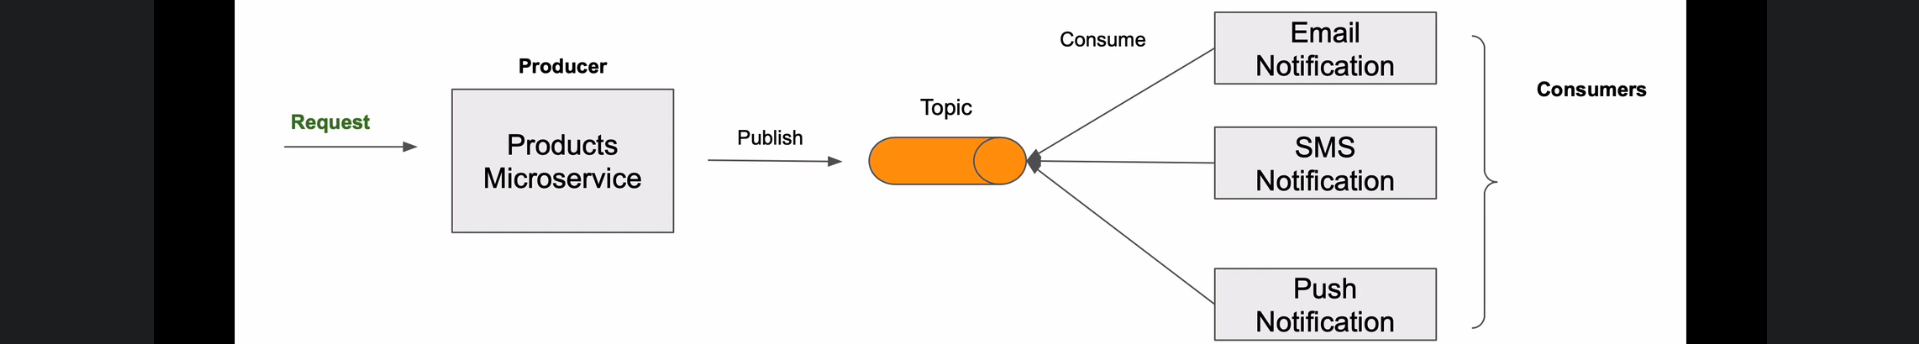 Request
Producer
Products
Microservice
Publish
Topic
Consume
Email
Notification
SMS
Notification
Push
Notification
Consumers